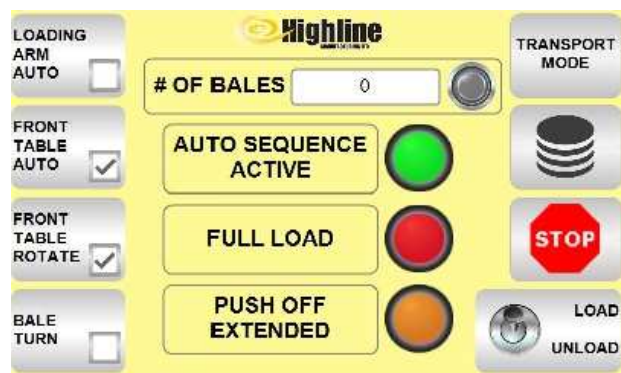 LOADING
ARM
AUTO
Highline
# OF BALES
0
TRANSPORT
MODE
FRONT
TABLE
AUTO
AUTO SEQUENCE
ACTIVE
FRONT
TABLE
ROTATE
FULL LOAD
STOP
BALE
TURN
PUSH OFF
EXTENDED
LOAD
UNLOAD